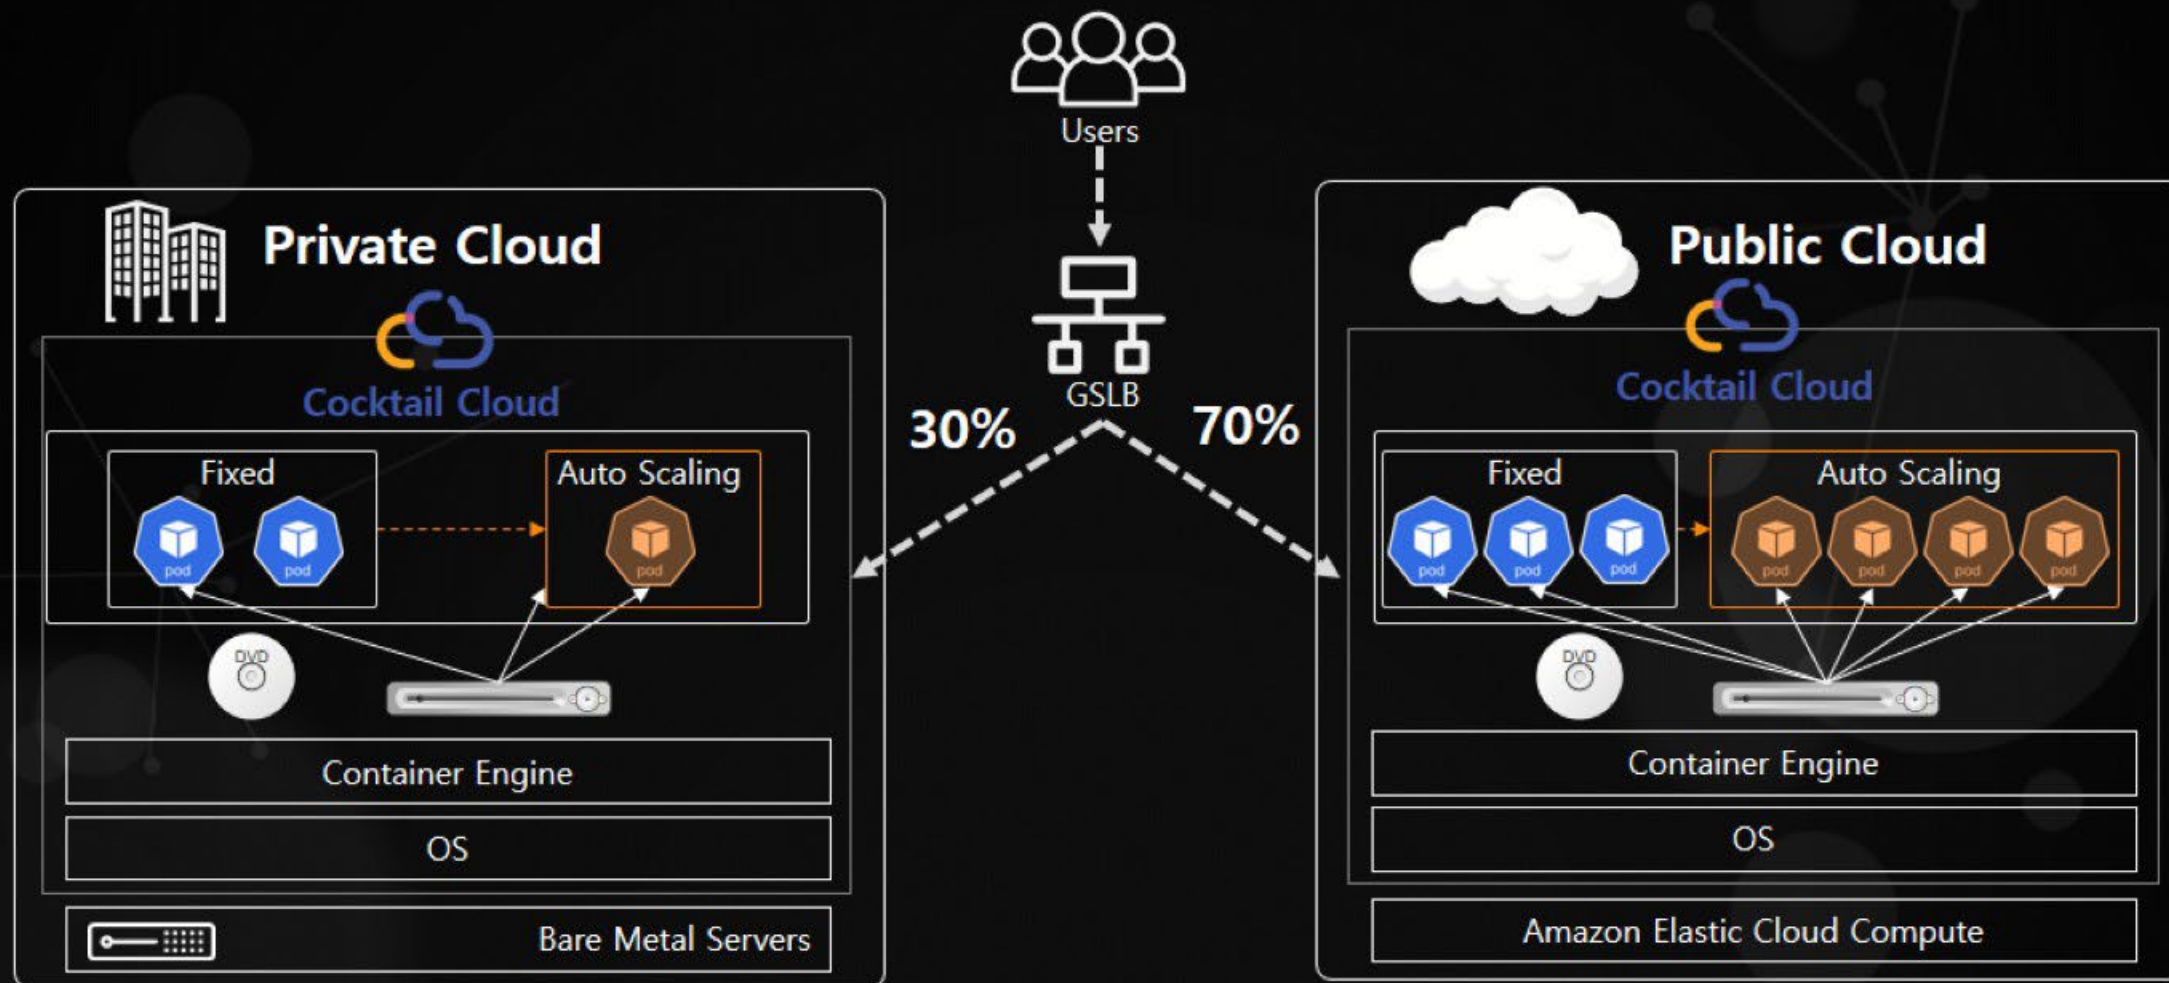 Users
GSLB
30%
70%
Private Cloud
Cocktail Cloud
Fixed
Auto Scaling
pod
pod
pod
DVD
Container Engine
OS
Bare Metal Servers
Public Cloud
Cocktail Cloud
Fixed
Auto Scaling
pod
pod
pod
pod
pod
pod
pod
DVD
Container Engine
OS
Amazon Elastic Cloud Compute